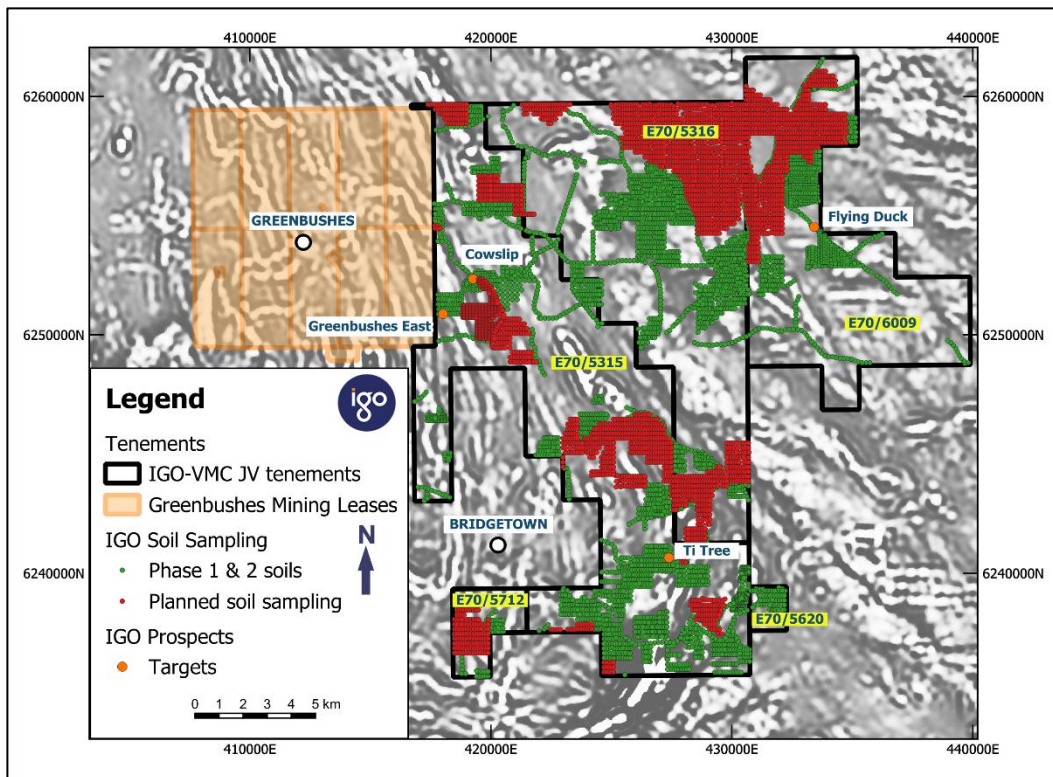 410000E
420000E
430000E
440000E
6260000N
6260000N
E70/5316
GREENBUSHES
Flying Duck
Cowslip
Greenbushes East
E70/6009
6250000N
E70/5315
Legend
igo
Tenements
IGO-VMC JV tenements
Greenbushes Mining Leases
IGO Soil Sampling
N
Phase 1 & 2 soils
Planned soil sampling
IGO Prospects
Targets
0 1 2 3 4 5 km
BRIDGETOWN
Ti Tree
6240000N
E70/5712
E70/5620
410000E
420000E
430000E
440000E